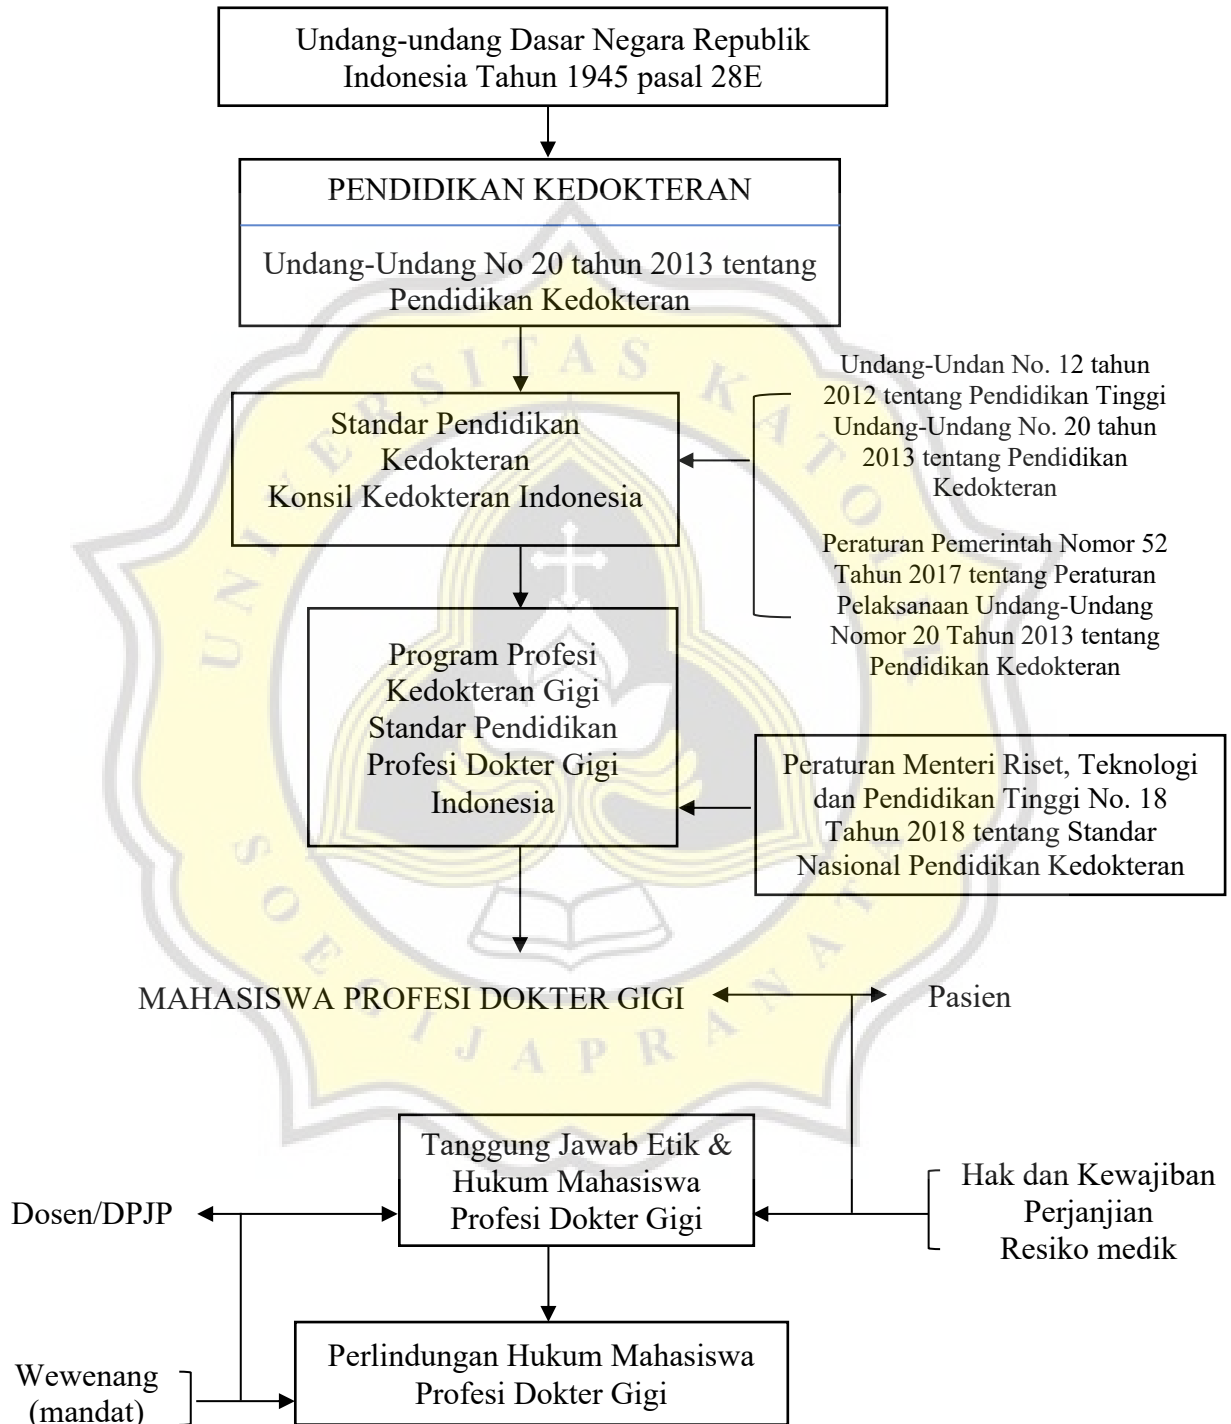 Undang-undang Dasar Negara Republik
Indonesia Tahun 1945 pasal 28E
PENDIDIKAN KEDOKTERAN
Undang-Undang No 20 tahun 2013 tentang
Pendidikan Kedokteran
Undang-Undan No. 12 tahun
2012 tentang Pendidikan Tinggi
Undang-Undang No. 20 tahun
2013 tentang Pendidikan
Kedokteran
Standar Pendidikan
Kedokteran
Konsil Kedokteran Indonesia
Peraturan Pemerintah Nomor 52
Tahun 2017 tentang Peraturan
Pelaksanaan Undang-Undang
Nomor 20 Tahun 2013 tentang
Pendidikan Kedokteran
Program Profesi
Kedokteran Gigi
Standar Pendidikan
Profesi Dokter Gigi
Indonesia
Peraturan Menteri Riset, Teknologi
dan Pendidikan Tinggi No. 18
Tahun 2018 tentang Standar
Nasional Pendidikan Kedokteran
MAHASISWA PROFESI DOKTER GIGI
Pasien
Tanggung Jawab Etik &
Hukum Mahasiswa
Profesi Dokter Gigi
Dosen/DPJP
Hak dan Kewajiban
Perjanjian
Resiko medik
Perlindungan Hukum Mahasiswa
Profesi Dokter Gigi
Wewenang
(mandat)
UNIVERSITAS KATOLIK
SOEGIJAPRANATA